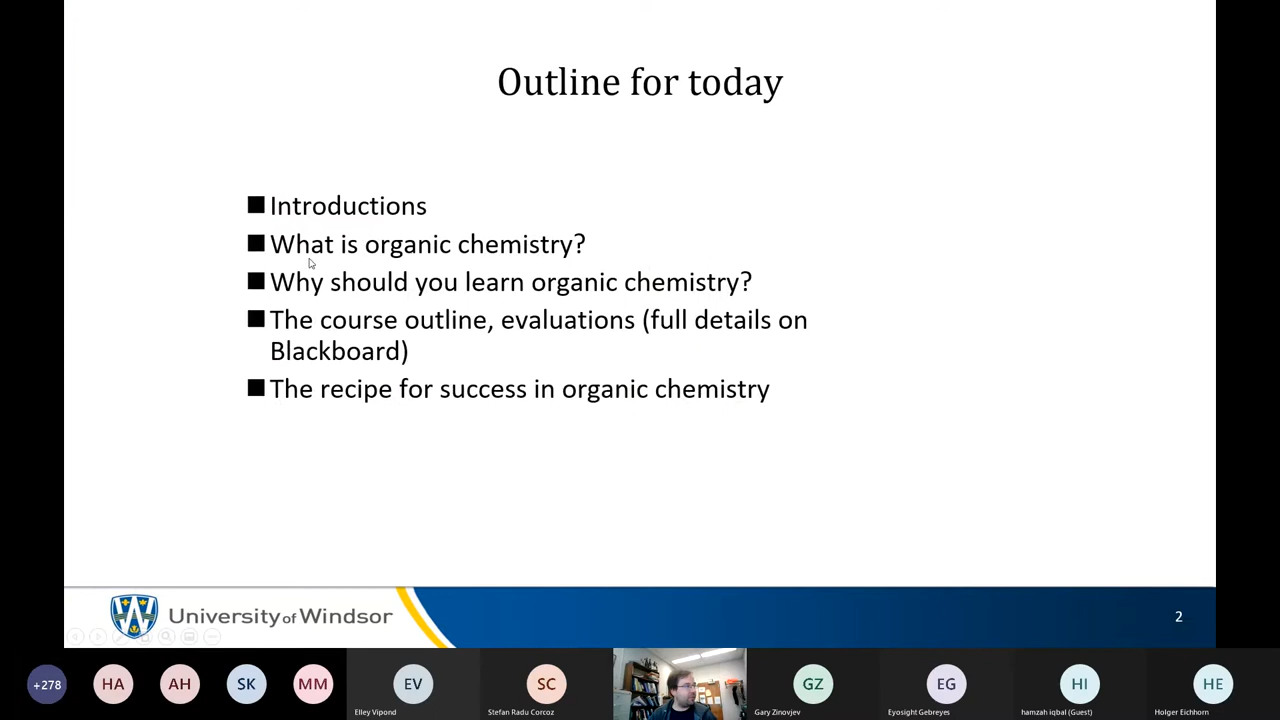 Outline for today
■ Introductions
■ What is organic chemistry?
■ Why should you learn organic chemistry?
■ The course outline, evaluations (full details on
Blackboard)
■ The recipe for success in organic chemistry
University of Windsor
2
+278
HA
AH
SK
MM
EV
SC
GZ
EG
HI
HE
Elley Vipond
Stefan Radu Corcoz
Gary Zinovjev
Eyosight Gebreyes
hamzah iqbal (Guest)
Holger Eichhorn